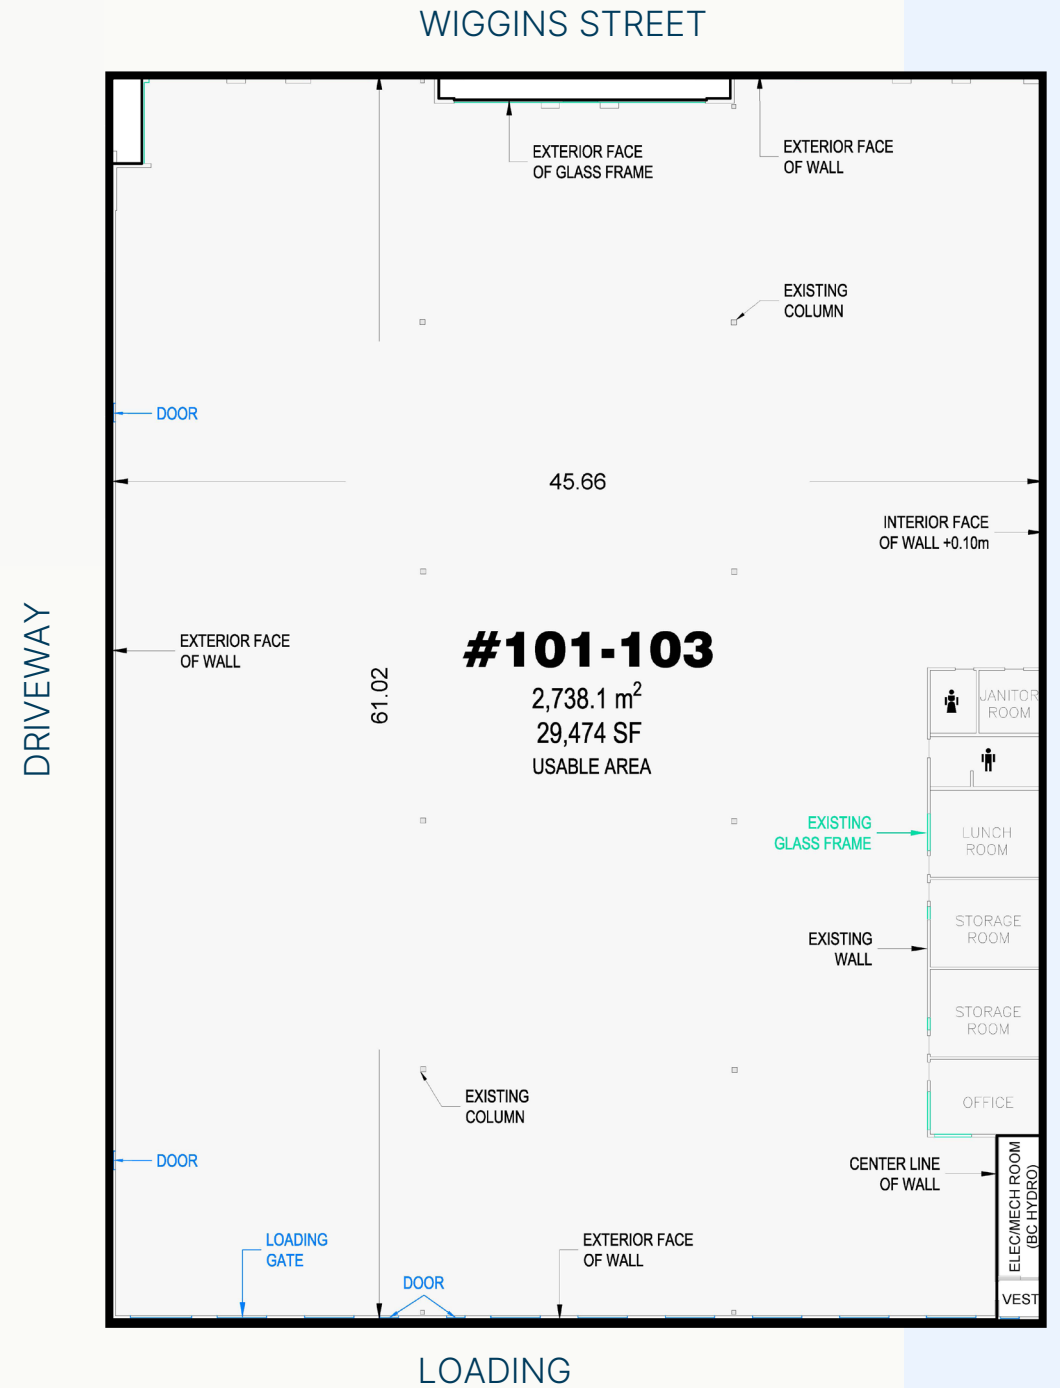 WIGGINS STREET
EXTERIOR FACE
OF GLASS FRAME
EXTERIOR FACE
OF WALL
EXISTING
COLUMN
DOOR
45.66
INTERIOR FACE
OF WALL +0.10m
DRIVEWAY
EXTERIOR FACE
OF WALL
61.02
#101-103
2,738.1 m²
29,474 SF
USABLE AREA
JANITOR
ROOM
EXISTING
GLASS FRAME
LUNCH
ROOM
EXISTING
WALL
STORAGE
ROOM
STORAGE
ROOM
OFFICE
EXISTING
COLUMN
DOOR
CENTER LINE
OF WALL
ELEC/MECH ROOM
(BC HYDRO)
LOADING
GATE
DOOR
EXTERIOR FACE
OF WALL
VEST
LOADING